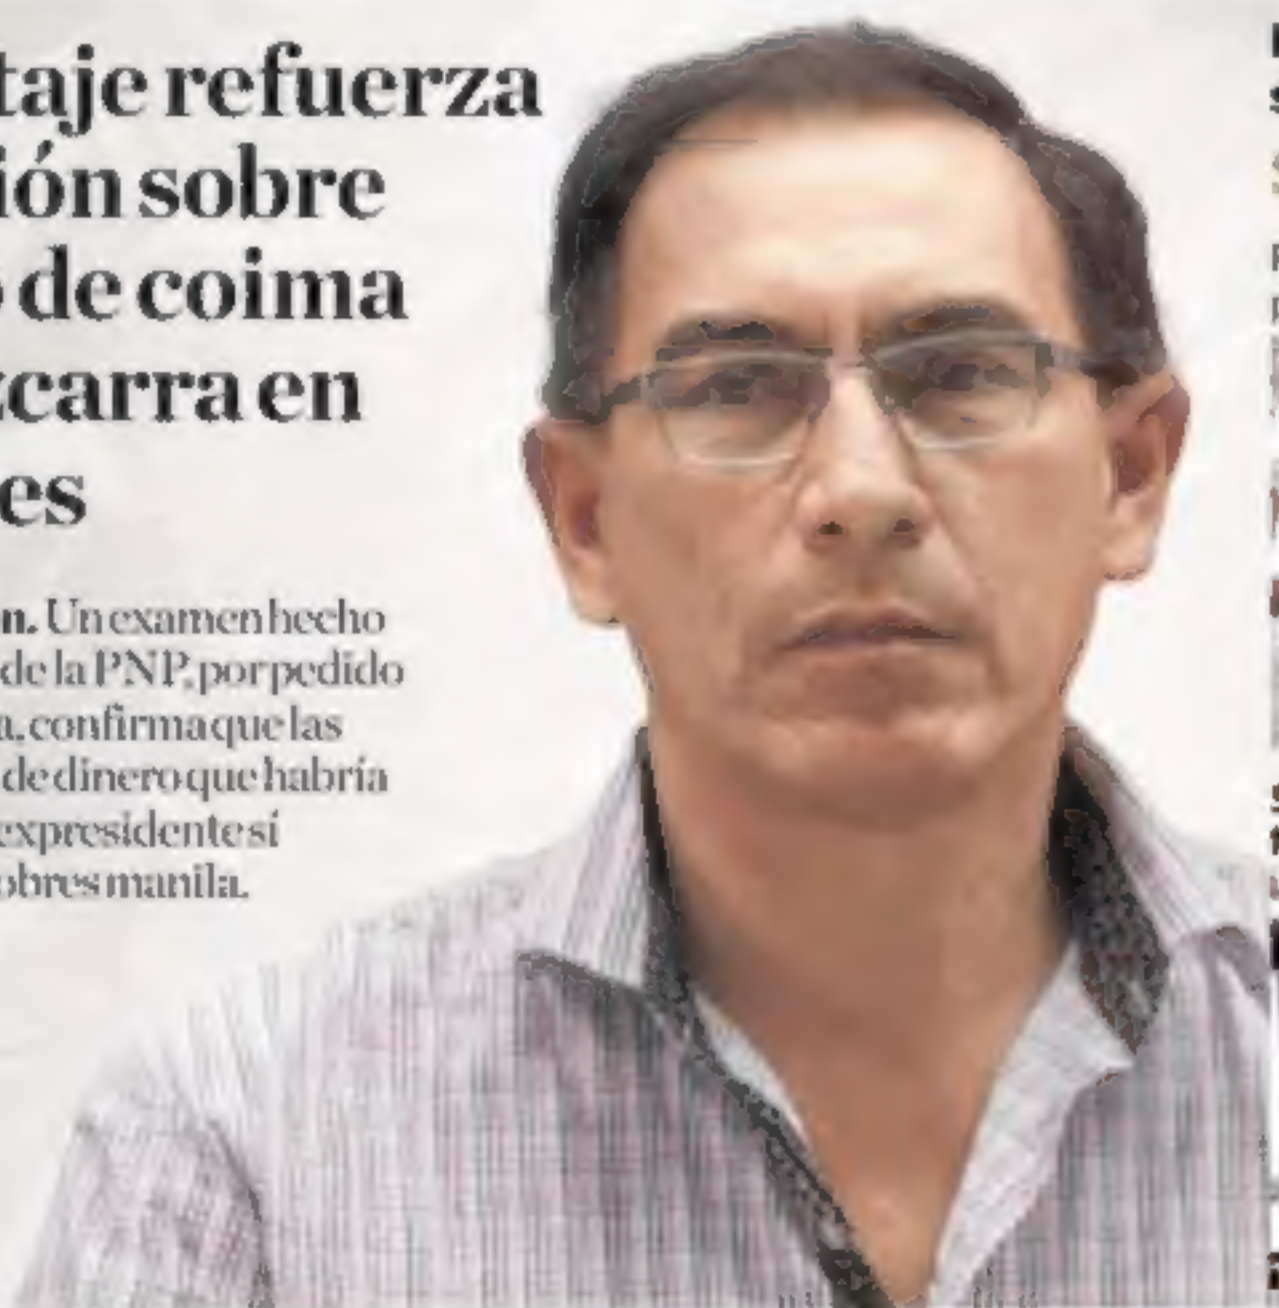 taje refuerza
ión sobre
o de coima
zcarra en
es
n. Un examen hecho
de la PNP, por pedido
a, confirma que las
de dinero que habría
expresidente sí
obres manila.